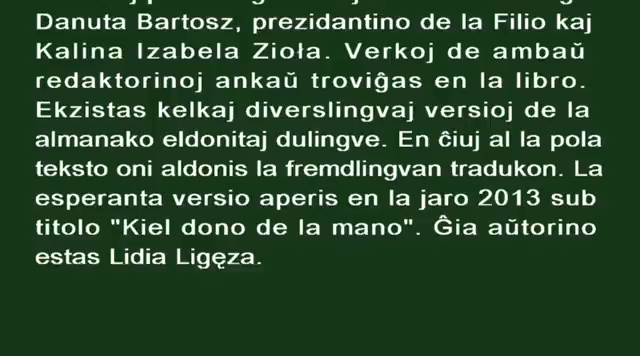 Danuta Bartosz, prezidantino de la Filio kaj
Kalina Izabela Zioła. Verkoj de ambaŭ
redaktorinoj ankaŭ troviĝas en la libro.
Ekzistas kelkaj diverslingvaj versioj de la
almanako eldonitaj dulingve. En ĉiuj al la pola
teksto oni aldonis la fremdlingvan tradukon. La
esperanta versio aperis en la jaro 2013 sub
titolo "Kiel dono de la mano". Ĝia aŭtorino
estas Lidia Ligęza.